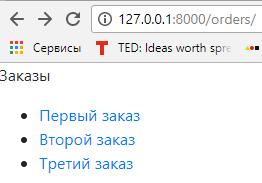 127.0.0.1:8000/orders/
Сервисы TED: Ideas worth spre
Заказы
Первый заказ
Второй заказ
Третий заказ